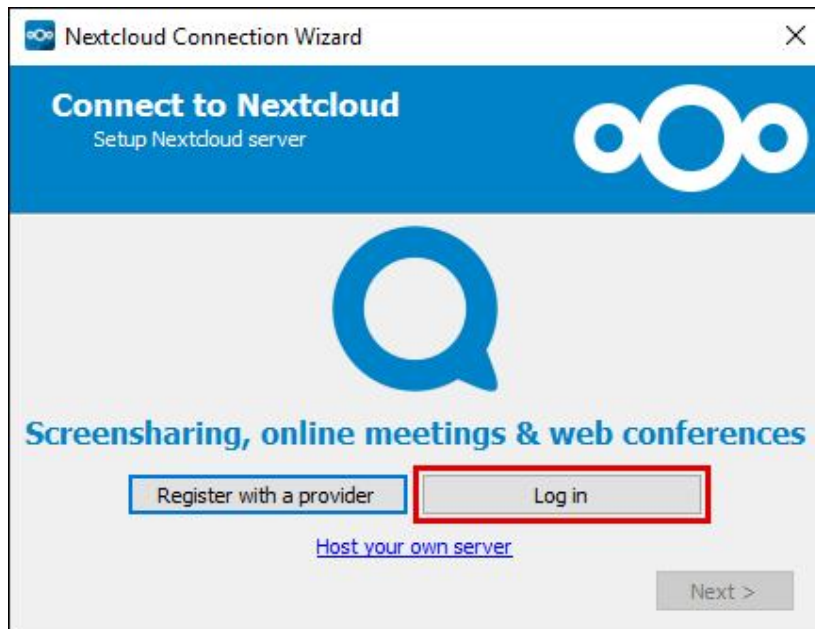 Nextcloud Connection Wizard
Connect to Nextcloud
Setup Nextcloud server
Screensharing, online meetings & web conferences
Register with a provider Log in
Host your own server
Next >